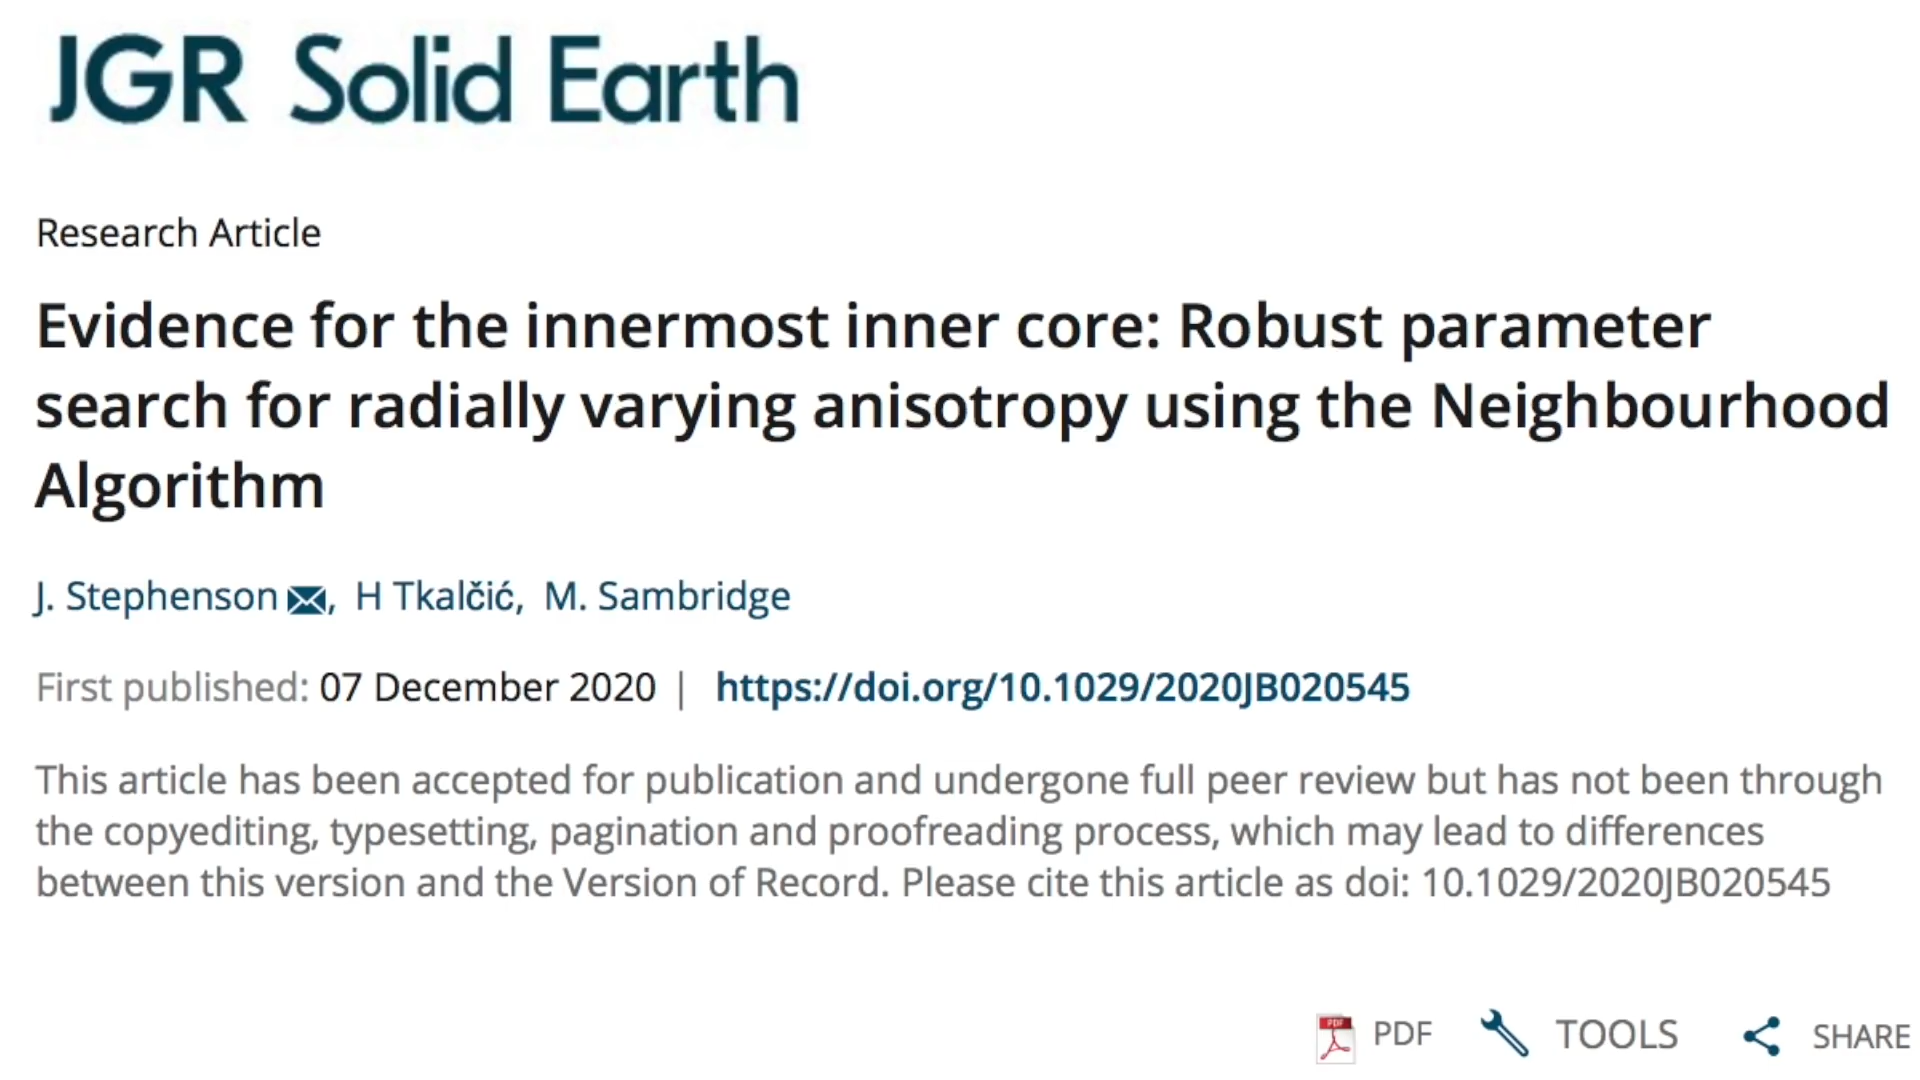 JGR Solid Earth
Research Article
Evidence for the innermost inner core: Robust parameter
search for radially varying anisotropy using the Neighbourhood
Algorithm
J. Stephenson, H Tkalčić, M. Sambridge
First published: 07 December 2020 | https://doi.org/10.1029/2020JB020545
This article has been accepted for publication and undergone full peer review but has not been through
the copyediting, typesetting, pagination and proofreading process, which may lead to differences
between this version and the Version of Record. Please cite this article as doi: 10.1029/2020JB020545
PDF PDF TOOLS SHARE